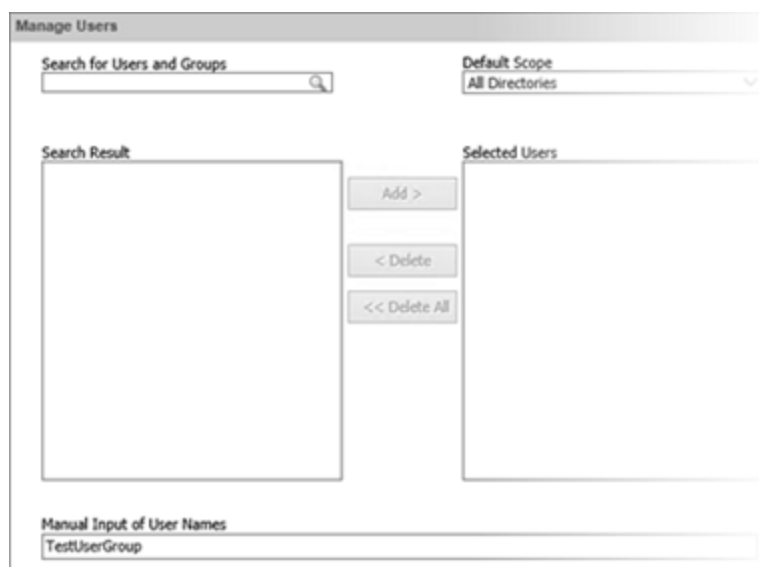 Manage Users
Search for Users and Groups
Default Scope
All Directories
Search Result
Selected Users
Add >
< Delete
<< Delete All
Manual Input of User Names
TestUserGroup